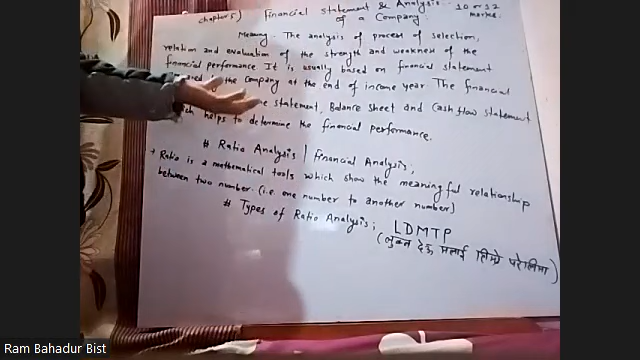 chapter 5) Financial Statement & Analysis. 10 or 12
of a Company. marks.
Meaning - The analysis of process of selection,
relation and evaluation of the strength and weakness of the
financial performance It is usually based on financial statement
the Company at the end of income year. The financial
statement, Balance sheet and Cash flow statement
helps to determine the financial performance.
# Ratio Analysis | Financial Analysis;
+ Ratio is a mathematical tools which show the meaningful relationship
between two number. (i.e. one number to another number)
# Types of Ratio Analysis; LDMTP
(लुक्न देऊ मलाई तिम्रो पछेउरीमा)
Ram Bahadur Bist